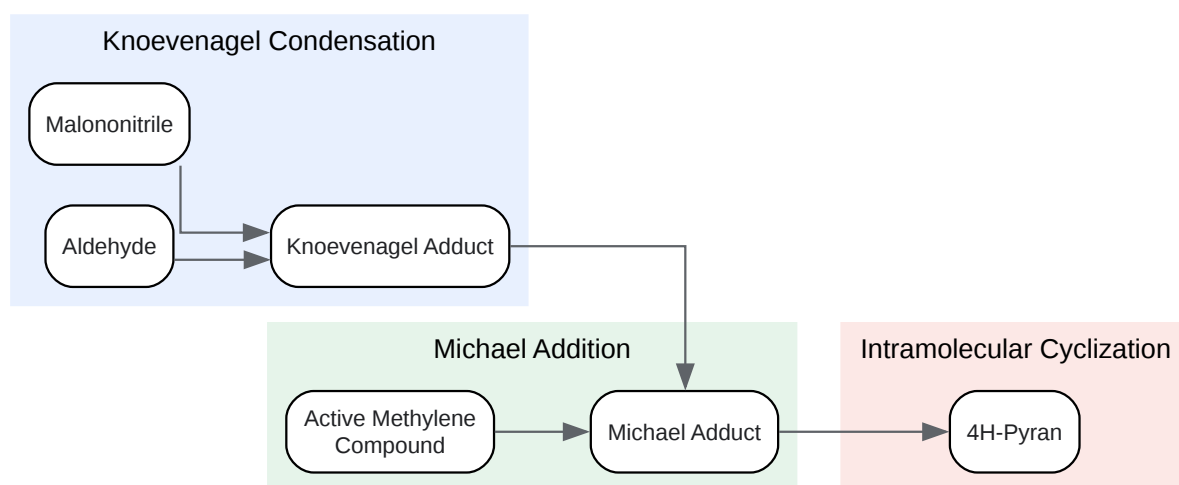 Knoevenagel Condensation
Malononitrile
Aldehyde
Knoevenagel Adduct
Michael Addition
Active Methylene
Compound
Michael Adduct
Intramolecular Cyclization
4H-Pyran